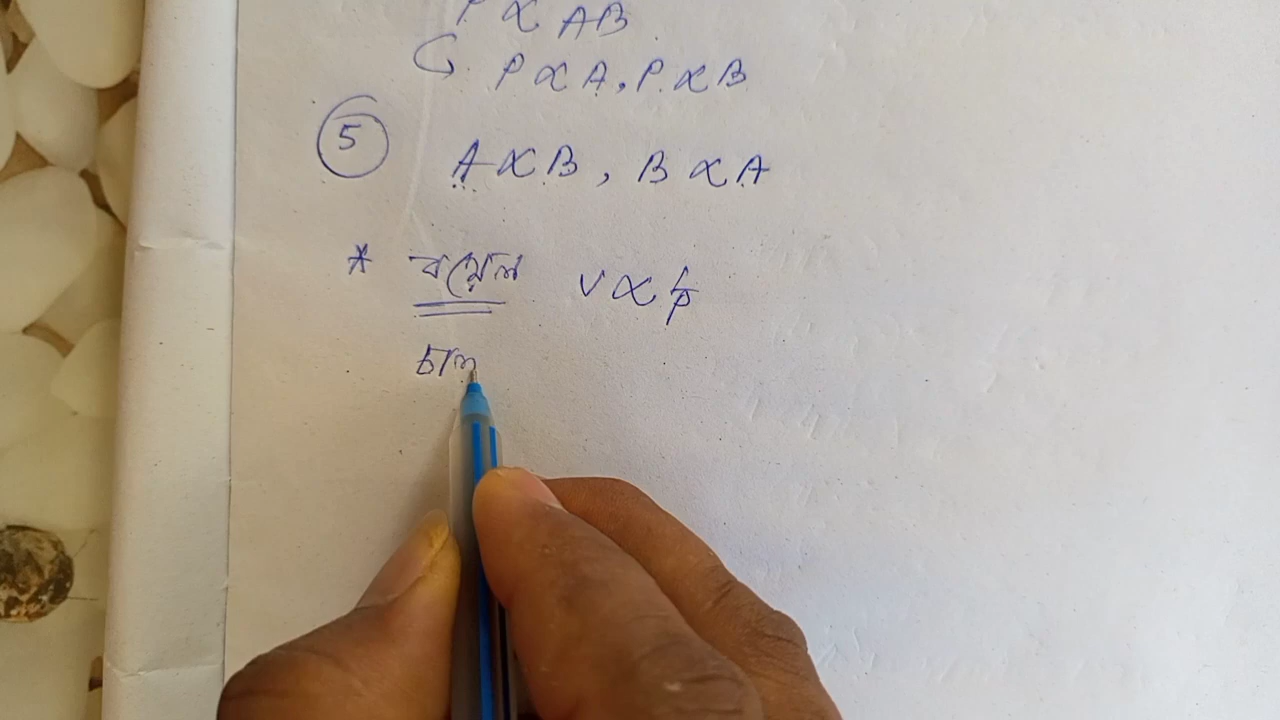 P ∝ AB
P ∝ A, P ∝ B
5 A ∝ B, B ∝ A
* বয়েল V ∝ 1/P
চাল